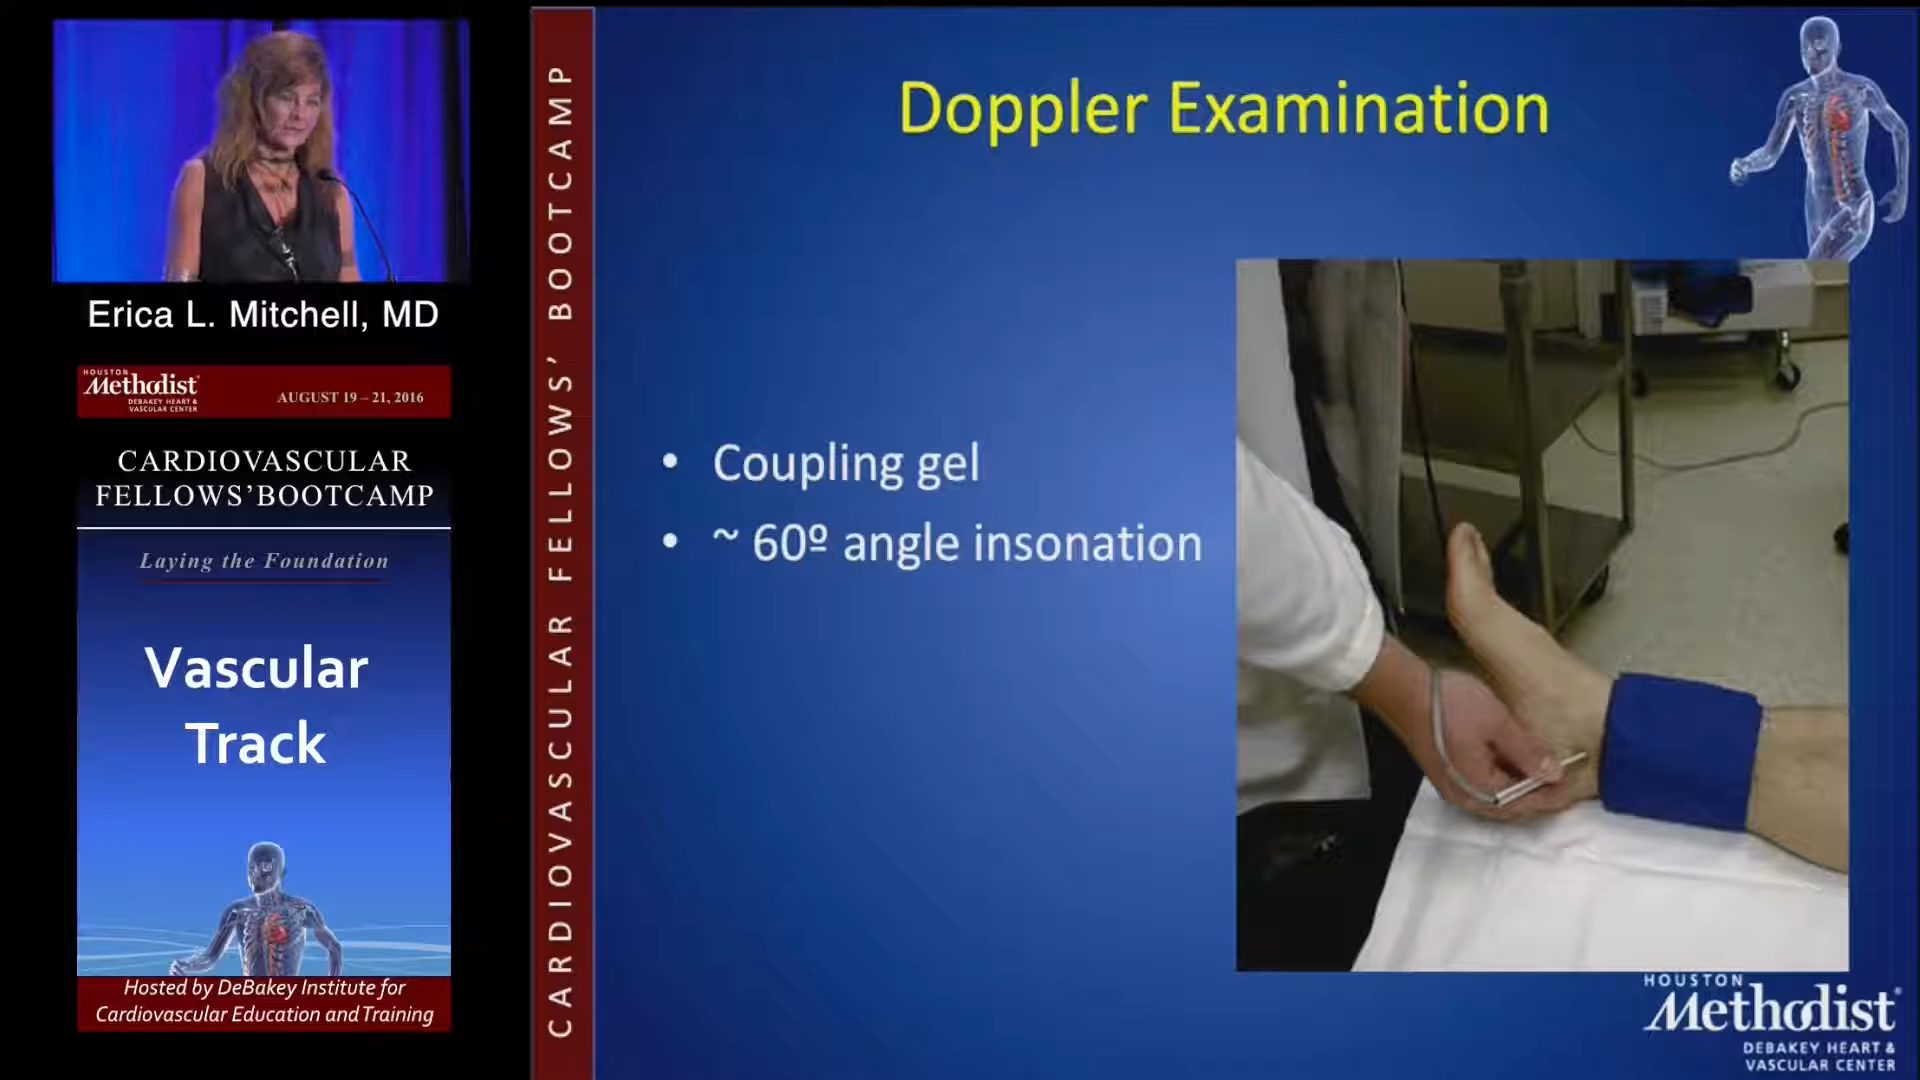 Erica L. Mitchell, MD
HOUSTON
Methodist
DEBAKEY HEART &
VASCULAR CENTER
AUGUST 19 – 21, 2016
CARDIOVASCULAR
FELLOWS'BOOTCAMP
Laying the Foundation
Vascular
Track
Hosted by DeBakey Institute for
Cardiovascular Education and Training
CARDIOVASCULAR FELLOWS' BOOTCAMP
Doppler Examination
• Coupling gel
• ~ 60º angle insonation
HOUSTON
Methodist
DEBAKEY HEART &
VASCULAR CENTER